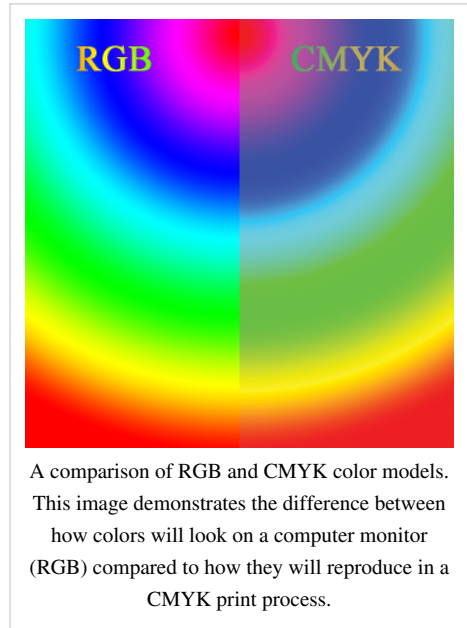 RGB CMYK
A comparison of RGB and CMYK color models.
This image demonstrates the difference between
how colors will look on a computer monitor
(RGB) compared to how they will reproduce in a
CMYK print process.